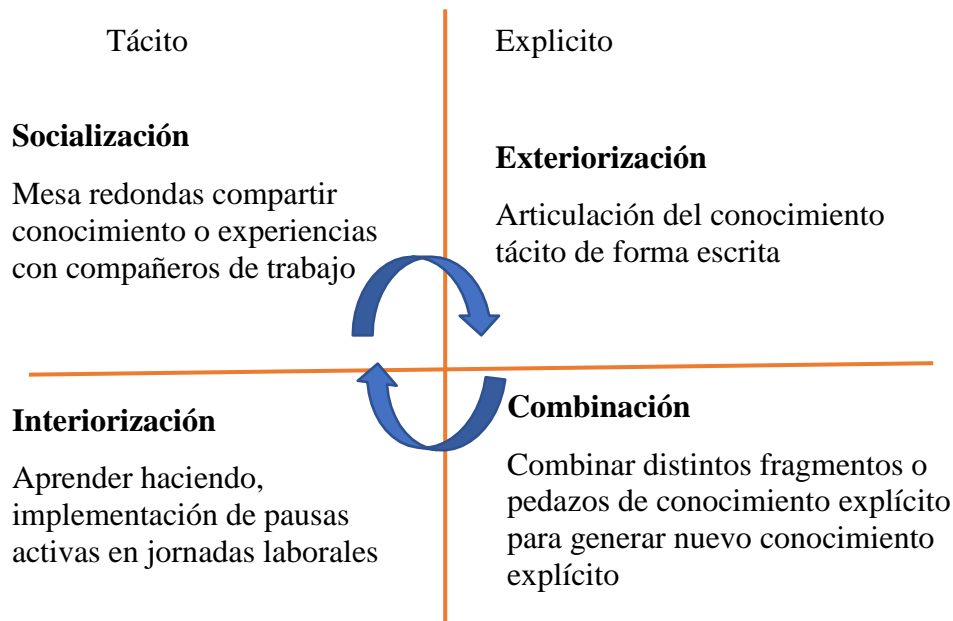 Tácito
Explicito
Socialización
Mesa redondas compartir
conocimiento o experiencias
con compañeros de trabajo
Exteriorización
Articulación del conocimiento
tácito de forma escrita
Interiorización
Aprender haciendo,
implementación de pausas
activas en jornadas laborales
Combinación
Combinar distintos fragmentos o
pedazos de conocimiento explícito
para generar nuevo conocimiento
explícito